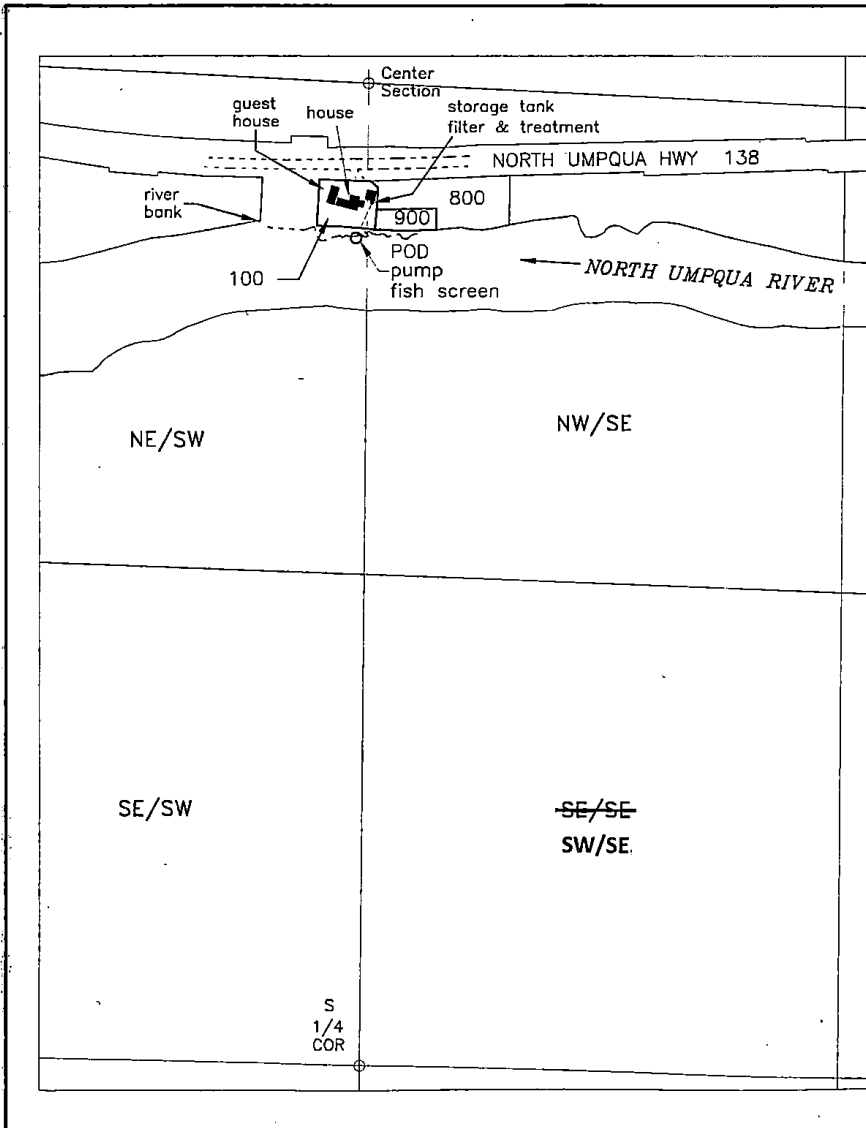 Center
Section
guest
house
house
storage tank
filter & treatment
NORTH UMPQUA HWY 138
river
bank
800
900
100
POD
pump
fish screen
NORTH UMPQUA RIVER
NE/SW
NW/SE
SE/SW
SE/SE
SW/SE
S
1/4
COR